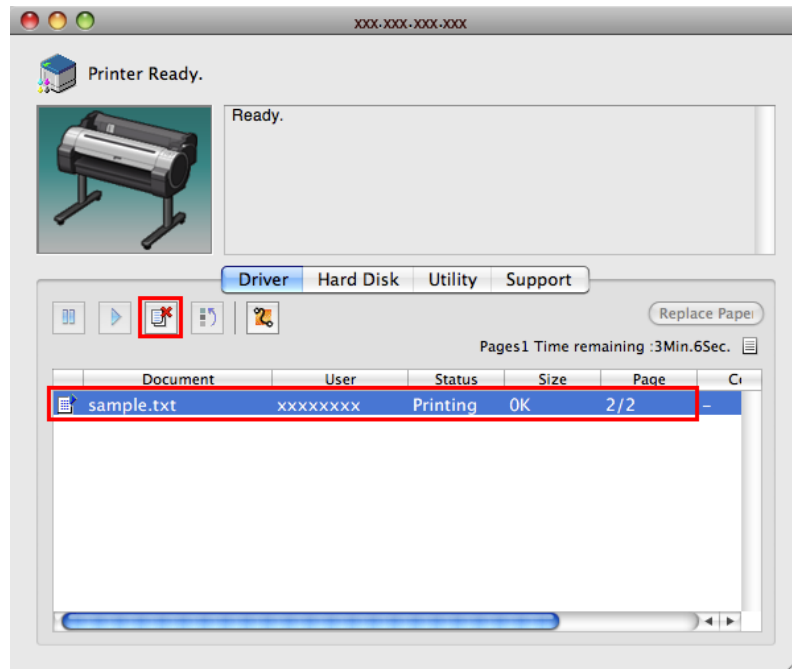 xxx.xxx.xxx.xxx
Printer Ready.
Ready.
Driver Hard Disk Utility Support
Replace Paper
Pages1 Time remaining :3Min.6Sec.
Document User Status Size Page
sample.txt xxxxxxxx Printing 0K 2/2 -